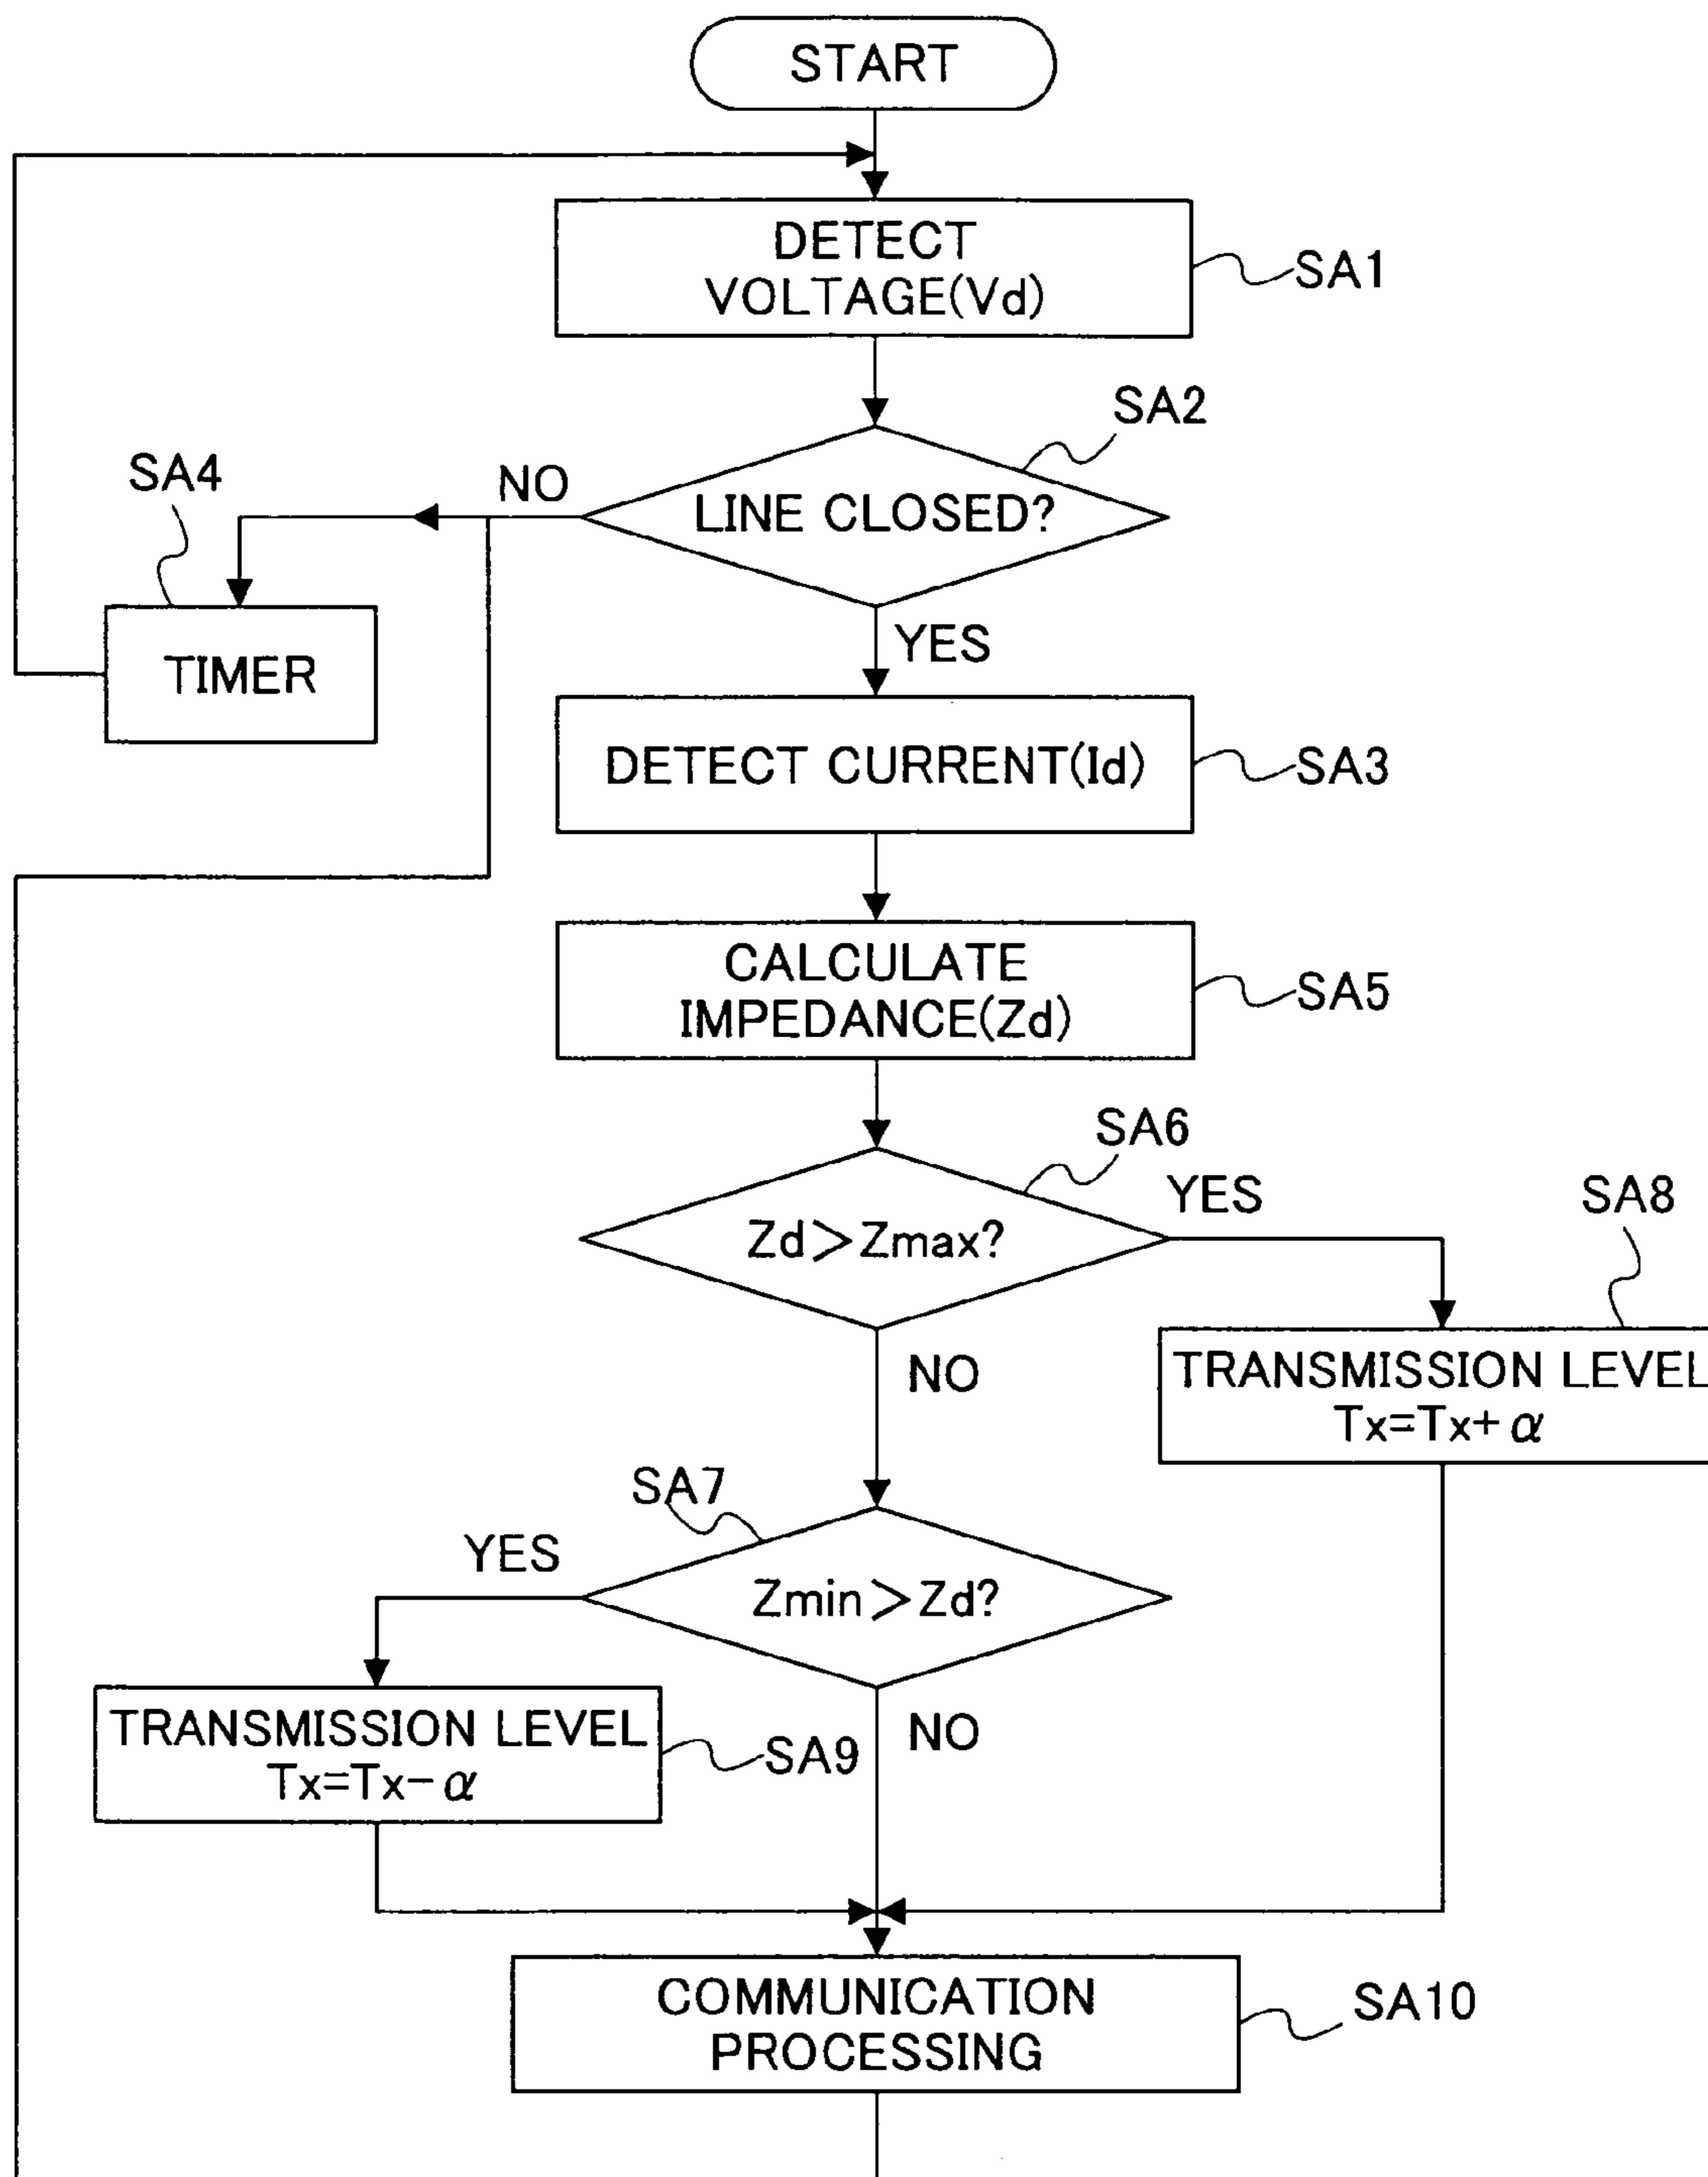 START
DETECT
VOLTAGE(Vd)
SA1
SA2
SA4
NO
LINE CLOSED?
YES
TIMER
DETECT CURRENT(Id)
SA3
CALCULATE
IMPEDANCE(Zd)
SA5
SA6
YES
SA8
Zd＞Zmax?
NO
TRANSMISSION LEVEL
Tx=Tx+α
SA7
YES
Zmin＞Zd?
NO
TRANSMISSION LEVEL
Tx=Tx-α
SA9
COMMUNICATION
PROCESSING
SA10